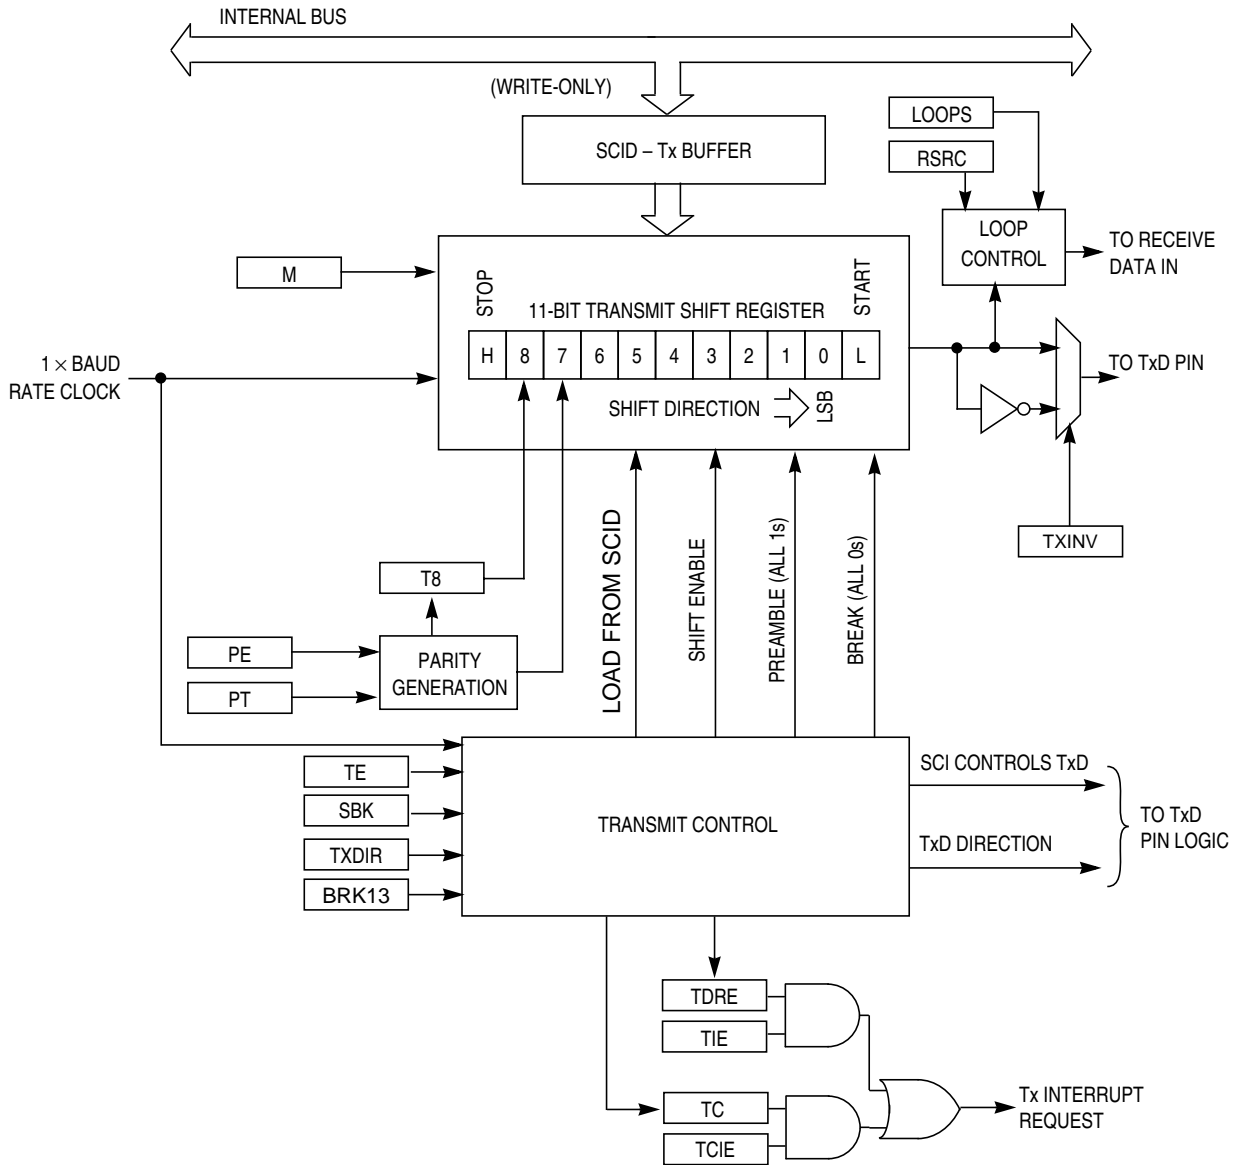 INTERNAL BUS
(WRITE-ONLY)
SCID – Tx BUFFER
LOOPS
RSRC
LOOP
CONTROL
TO RECEIVE
DATA IN
M
STOP
START
11-BIT TRANSMIT SHIFT REGISTER
H 8 7 6 5 4 3 2 1 0 L
1 × BAUD
RATE CLOCK
SHIFT DIRECTION
LSB
TO TxD PIN
TXINV
T8
PE
PT
PARITY
GENERATION
LOAD FROM SCID
SHIFT ENABLE
PREAMBLE (ALL 1s)
BREAK (ALL 0s)
TE
SBK
TXDIR
BRK13
TRANSMIT CONTROL
SCI CONTROLS TxD
TxD DIRECTION
TO TxD
PIN LOGIC
TDRE
TIE
TC
TCIE
Tx INTERRUPT
REQUEST